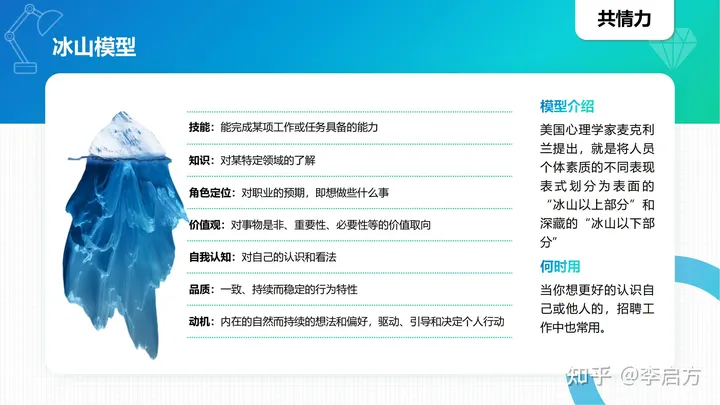 共情力
冰山模型
技能：能完成某项工作或任务具备的能力
知识：对某特定领域的了解
角色定位：对职业的预期，即想做些什么事
价值观：对事物是非、重要性、必要性等的价值取向
自我认知：对自己的认识和看法
品质：一致、持续而稳定的行为特性
动机：内在的自然而持续的想法和偏好，驱动、引导和决定个人行动
模型介绍
美国心理学家麦克利
兰提出，就是将人员
个体素质的不同表现
表式划分为表面的
“冰山以上部分”和
深藏的“冰山以下部
分”
何时用
当你想更好的认识自
己或他人的，招聘工
作中也常用。
知乎 @李启方